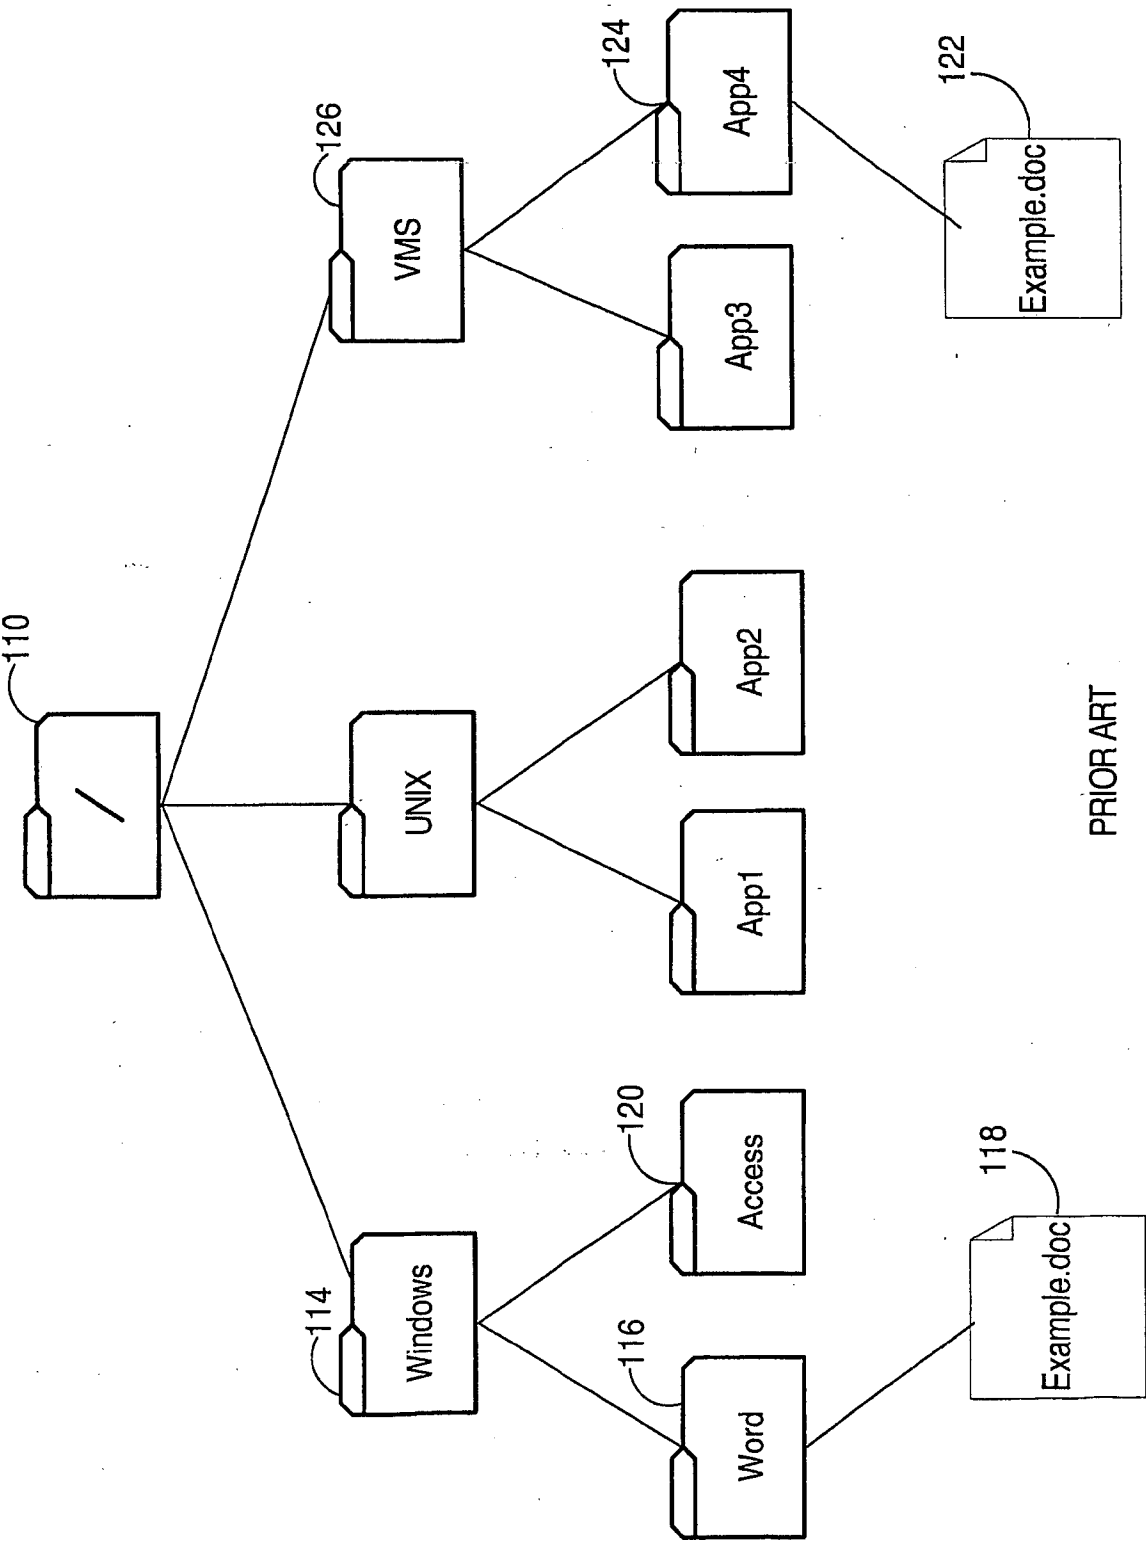 110
/
114
Windows
UNIX
126
VMS
116
Word
120
Access
App1
App2
App3
124
App4
118
Example.doc
122
Example.doc
PRIOR ART